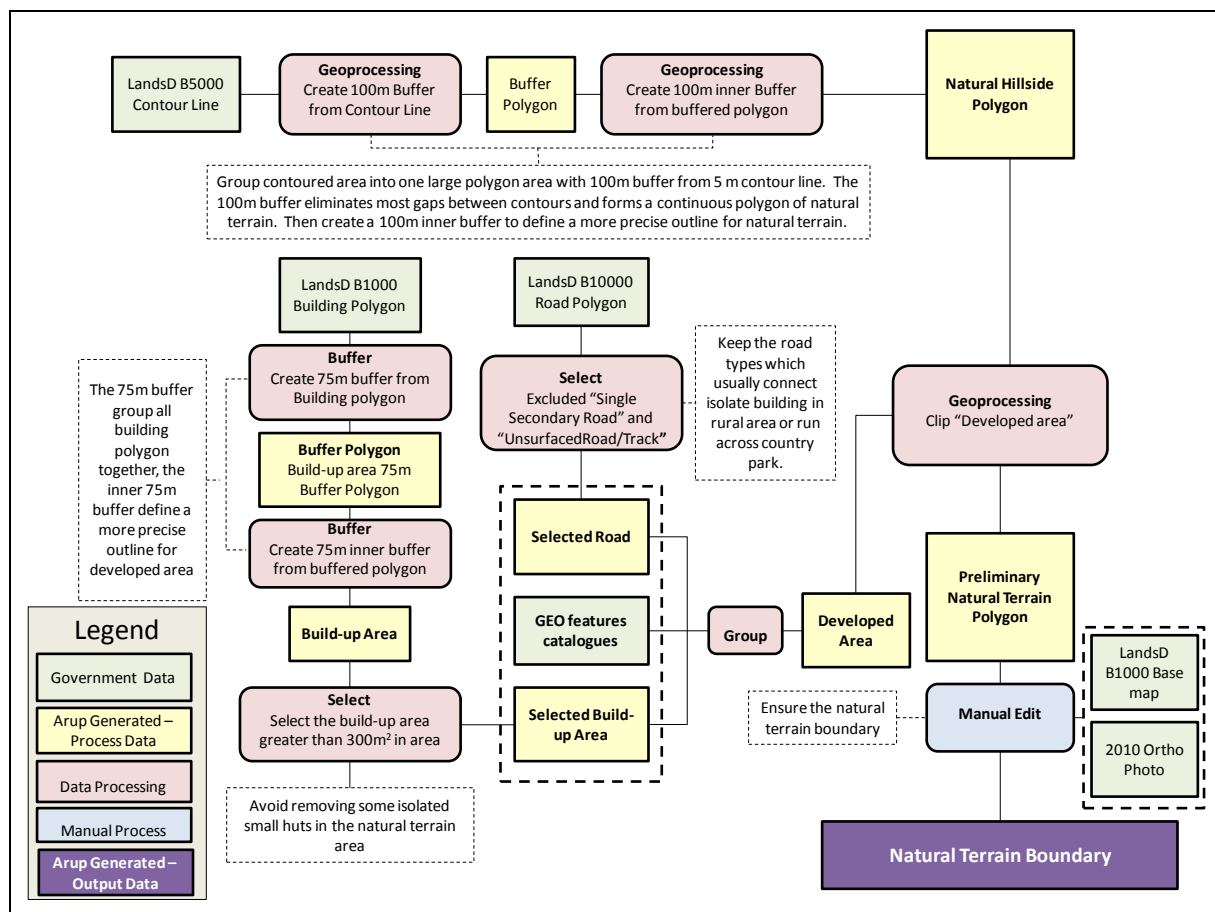 LandsD B5000
Contour Line
Geoprocessing
Create 100m Buffer
from Contour Line
Buffer
Polygon
Geoprocessing
Create 100m inner Buffer
from buffered polygon
Natural Hillside
Polygon
Group contoured area into one large polygon area with 100m buffer from 5 m contour line. The
100m buffer eliminates most gaps between contours and forms a continuous polygon of natural
terrain. Then create a 100m inner buffer to define a more precise outline for natural terrain.
LandsD B1000
Building Polygon
LandsD B10000
Road Polygon
The 75m buffer
group all
building
polygon
together, the
inner 75m
buffer define a
more precise
outline for
developed area
Buffer
Create 75m buffer from
Building polygon
Buffer Polygon
Build-up area 75m
Buffer Polygon
Buffer
Create 75m inner buffer
from buffered polygon
Build-up Area
Select
Select the build-up area
greater than 300m² in area
Avoid removing some isolated
small huts in the natural terrain
area
Select
Excluded “Single
Secondary Road” and
“UnsurfacedRoad/Track”
Keep the road
types which
usually connect
isolate building in
rural area or run
across country
park.
Selected Road
GEO features
catalogues
Selected Build-
up Area
Group
Developed
Area
Geoprocessing
Clip “Developed area”
Preliminary
Natural Terrain
Polygon
Ensure the natural
terrain boundary
Manual Edit
LandsD
B1000 Base
map
2010 Ortho
Photo
Natural Terrain Boundary
Legend
Government Data
Arup Generated –
Process Data
Data Processing
Manual Process
Arup Generated –
Output Data